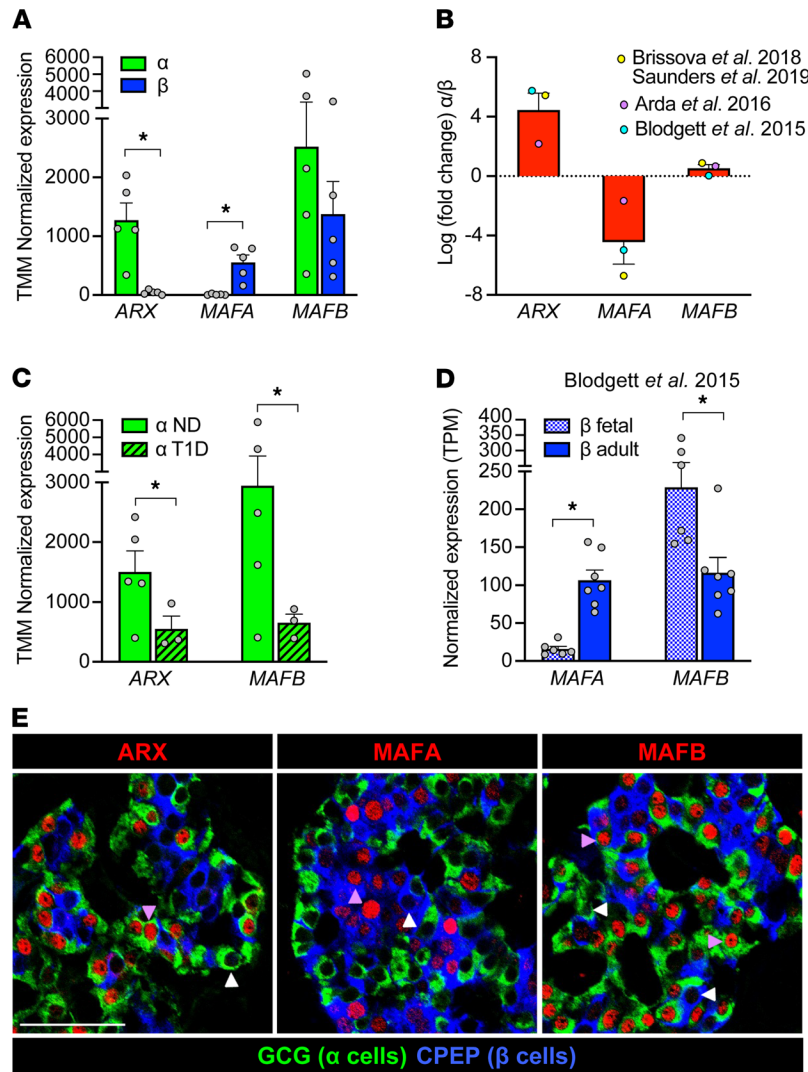 A
TMM Normalized expression
6000
5000
4000
3000
2000
1000
0
α
β
*
*
ARX
MAFA
MAFB
B
Log (fold change) α/β
8
4
0
-4
-8
Brissova et al. 2018
Saunders et al. 2019
Arda et al. 2016
Blodgett et al. 2015
ARX
MAFA
MAFB
C
TMM Normalized expression
6000
5000
4000
3000
2000
1000
0
α ND
α T1D
*
*
ARX
MAFB
D
Blodgett et al. 2015
Normalized expression (TPM)
400
350
300
250
200
150
100
50
0
β fetal
β adult
*
*
MAFA
MAFB
E
ARX
MAFA
MAFB
GCG (α cells) CPEP (β cells)